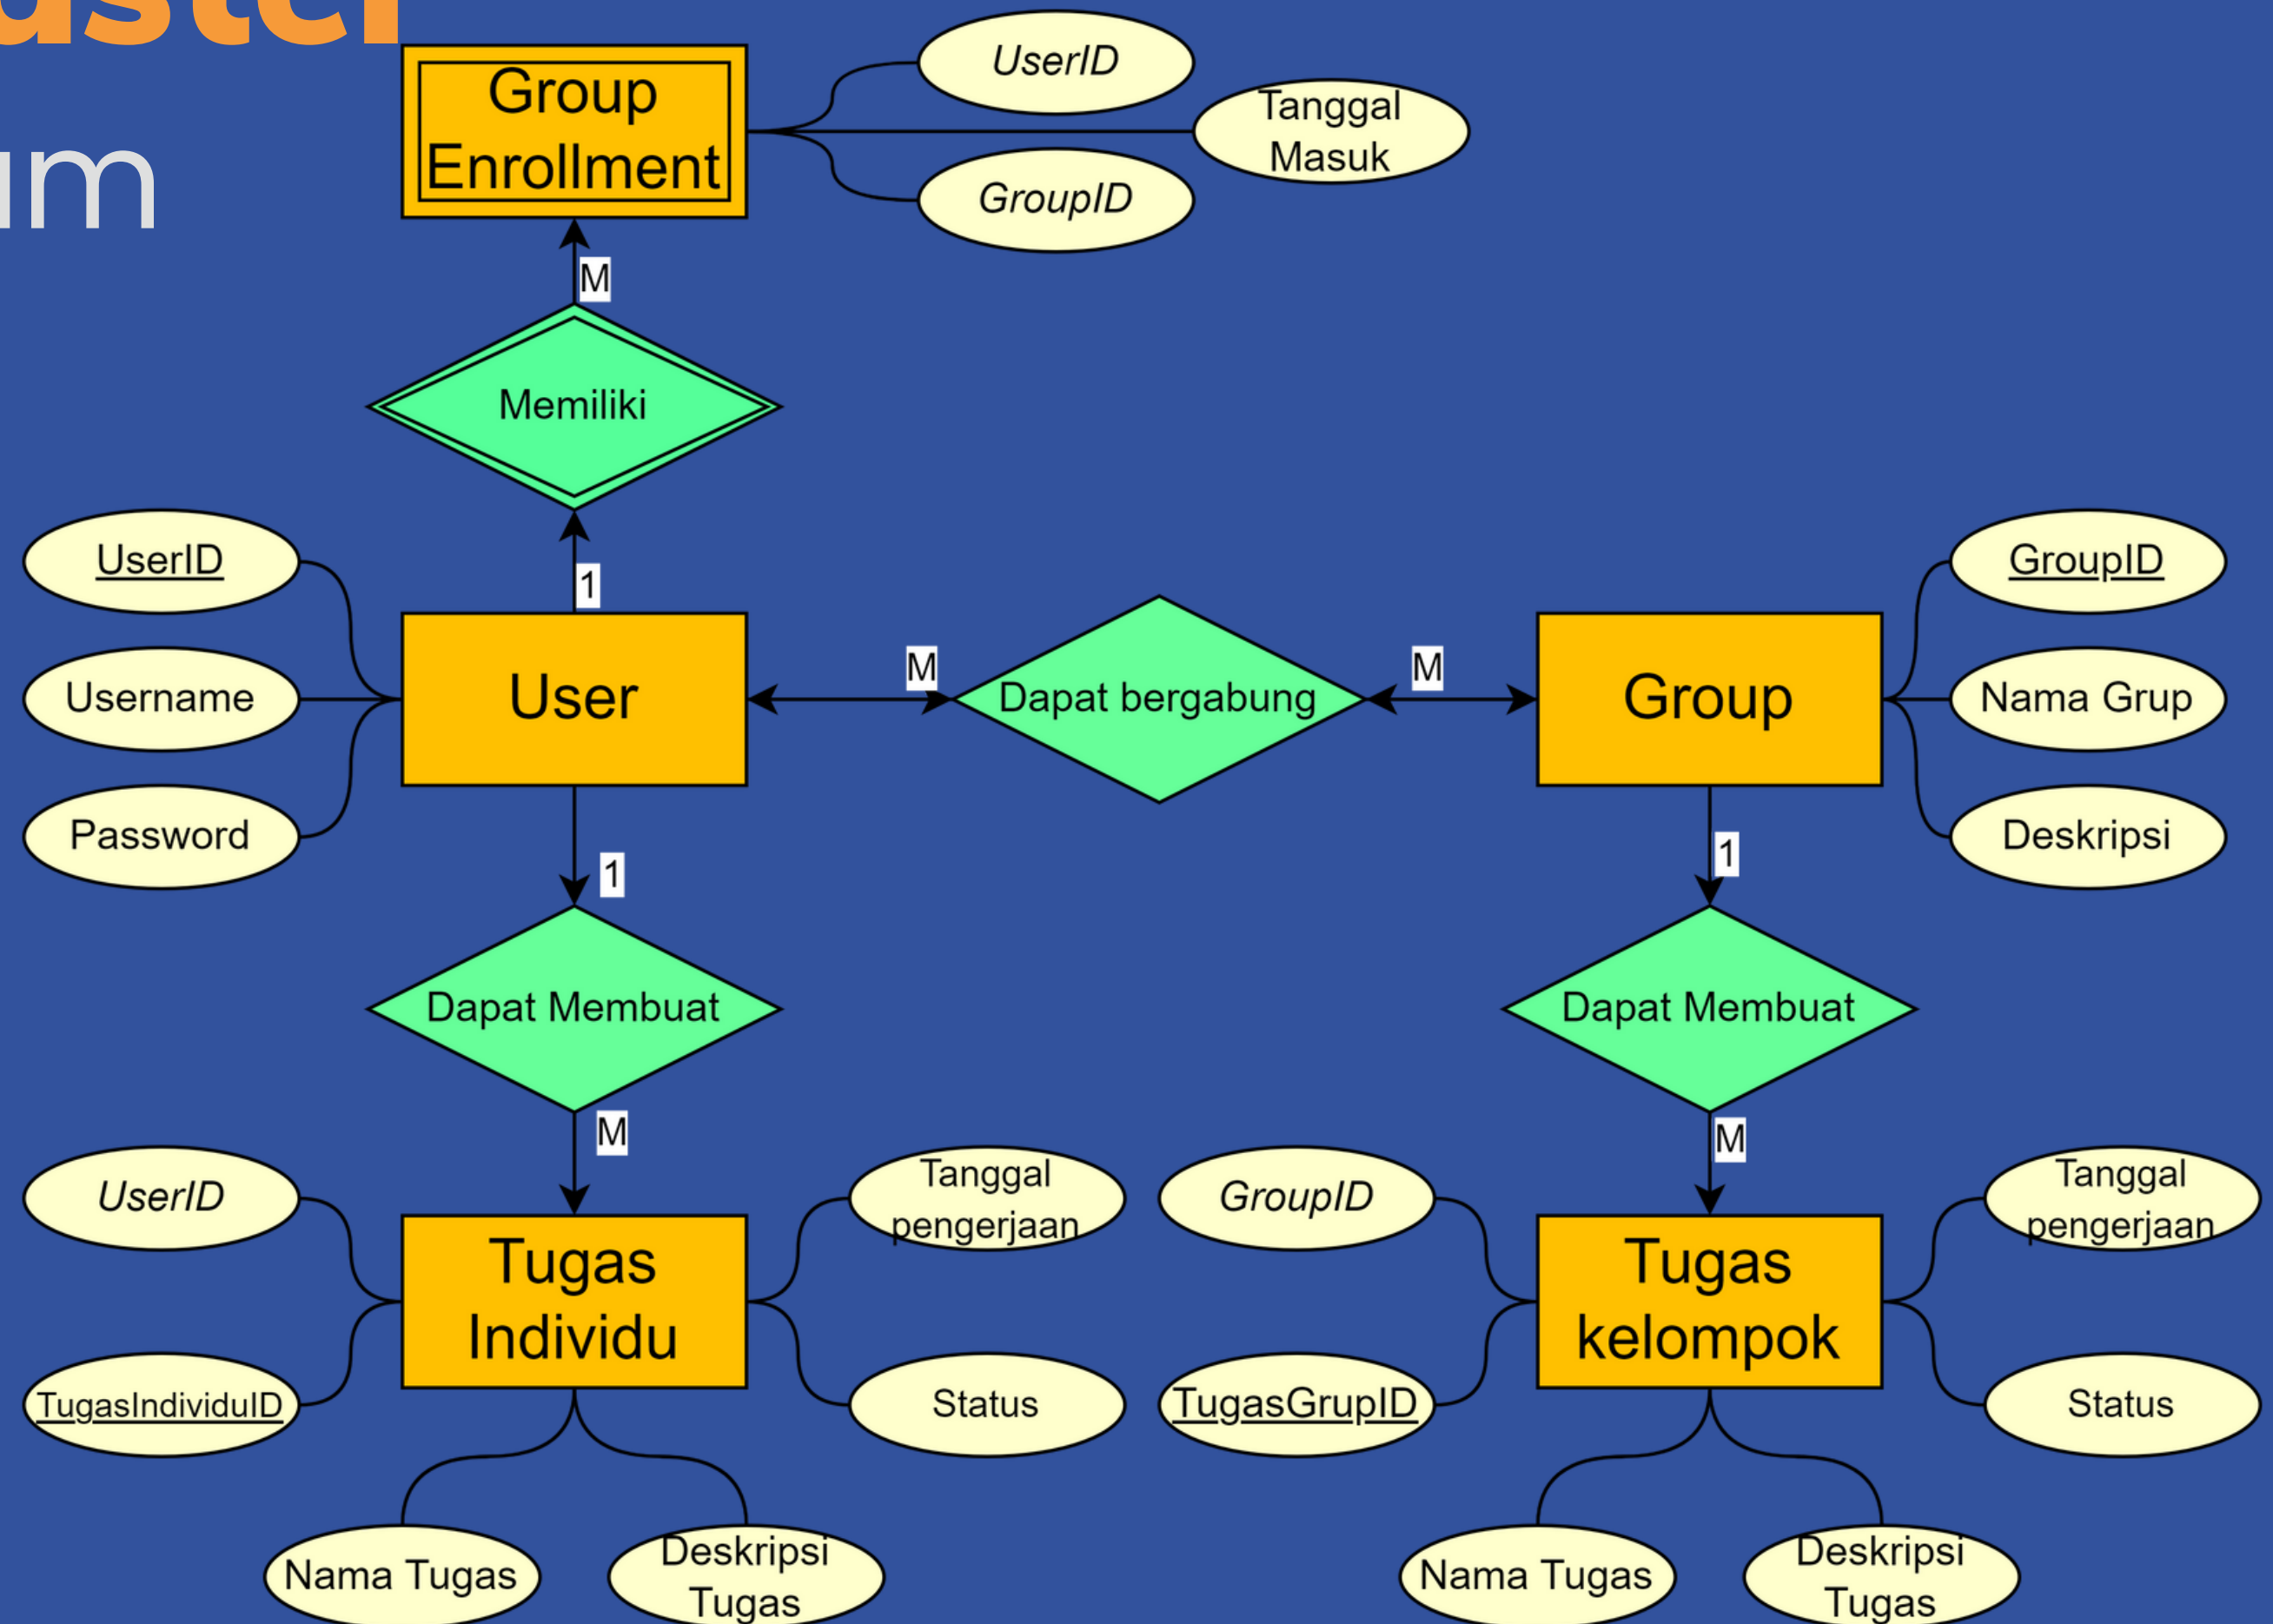 Group
Enrollment
UserID
Tanggal
Masuk
GroupID
M
Memiliki
1
UserID
Username
Password
User
M
Dapat bergabung
M
Group
GroupID
Nama Grup
Deskripsi
1
1
Dapat Membuat
Dapat Membuat
M
M
UserID
TugasIndividuID
Tugas
Individu
Tanggal
pengerjaan
Status
Nama Tugas
Deskripsi
Tugas
GroupID
TugasGrupID
Tugas
kelompok
Tanggal
pengerjaan
Status
Nama Tugas
Deskripsi
Tugas